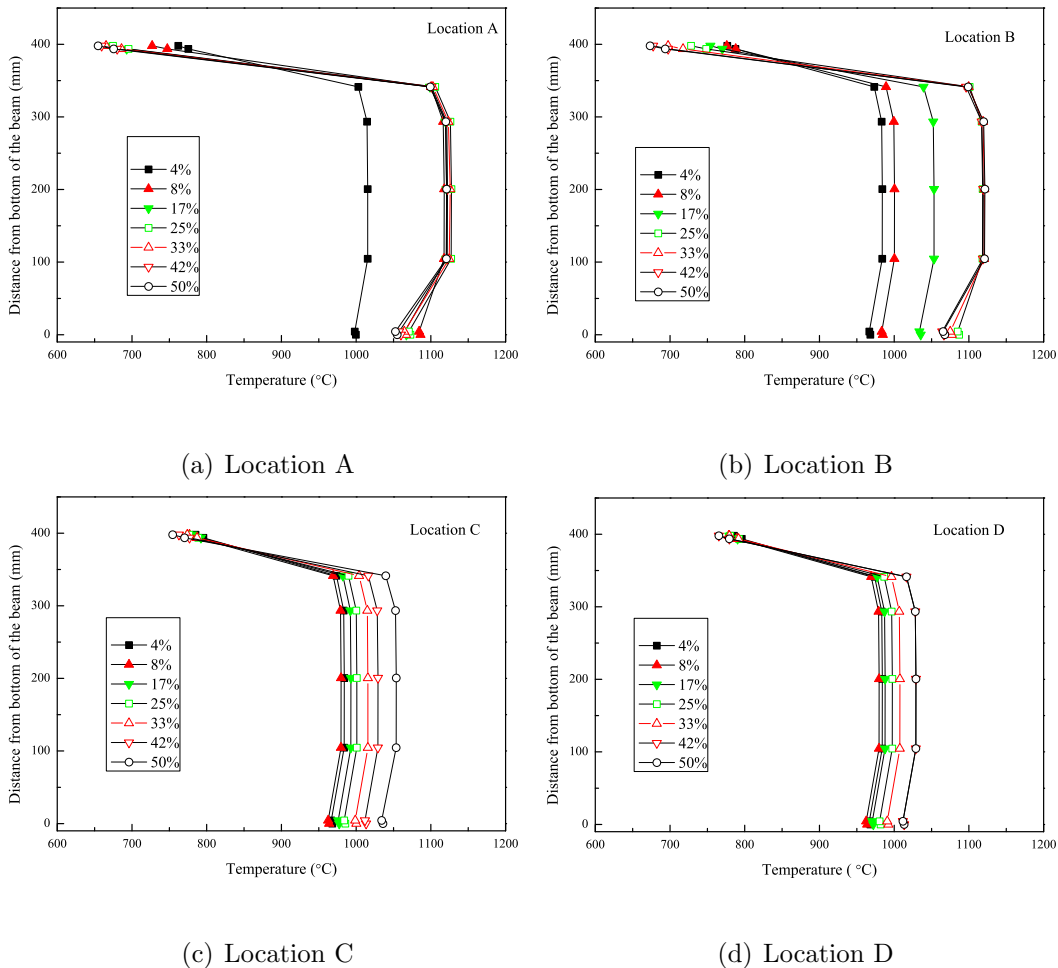 Location A
Distance from bottom of the beam (mm)
400
300
200
100
0
4%
8%
17%
25%
33%
42%
50%
600 700 800 900 1000 1100 1200
Temperature (°C)
(a) Location A
Location B
Distance from bottom of the beam (mm)
400
300
200
100
0
4%
8%
17%
25%
33%
42%
50%
600 700 800 900 1000 1100 1200
Temperature (°C)
(b) Location B
Location C
Distance from bottom of the beam (mm)
400
300
200
100
0
4%
8%
17%
25%
33%
42%
50%
600 700 800 900 1000 1100 1200
Temperature (°C)
(c) Location C
Location D
Distance from bottom of the beam (mm)
400
300
200
100
0
4%
8%
17%
25%
33%
42%
50%
600 700 800 900 1000 1100 1200
Temperature ( °C)
(d) Location D